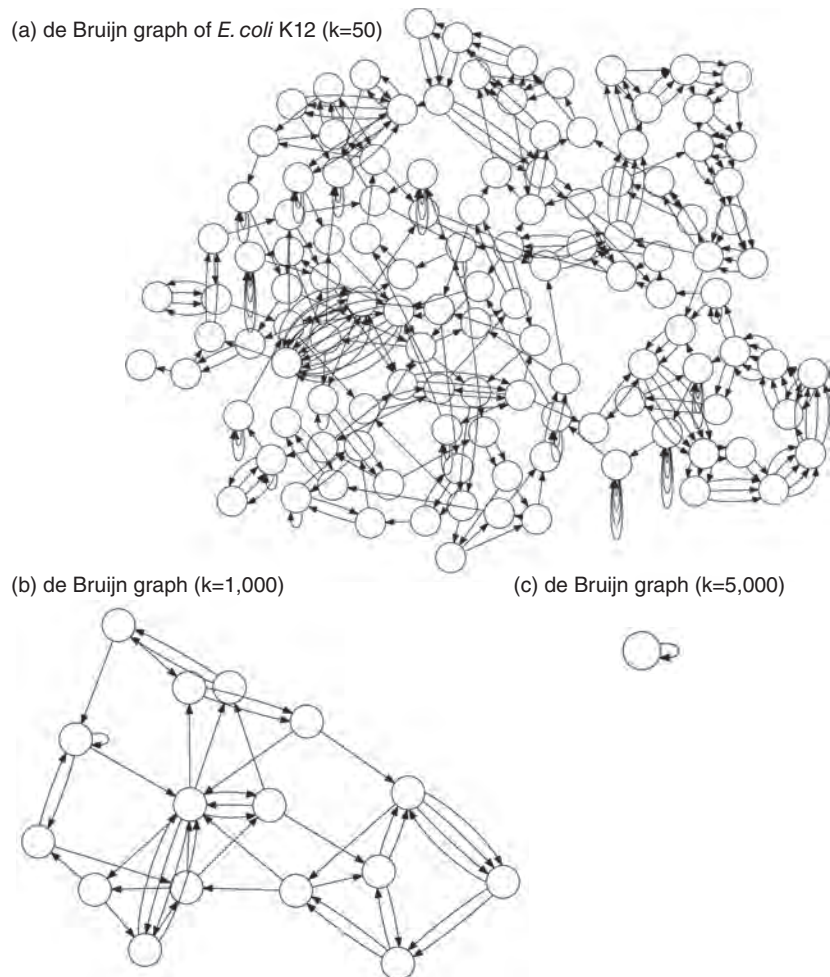 (a) de Bruijn graph of E. coli K12 (k=50)
(b) de Bruijn graph (k=1,000)
(c) de Bruijn graph (k=5,000)